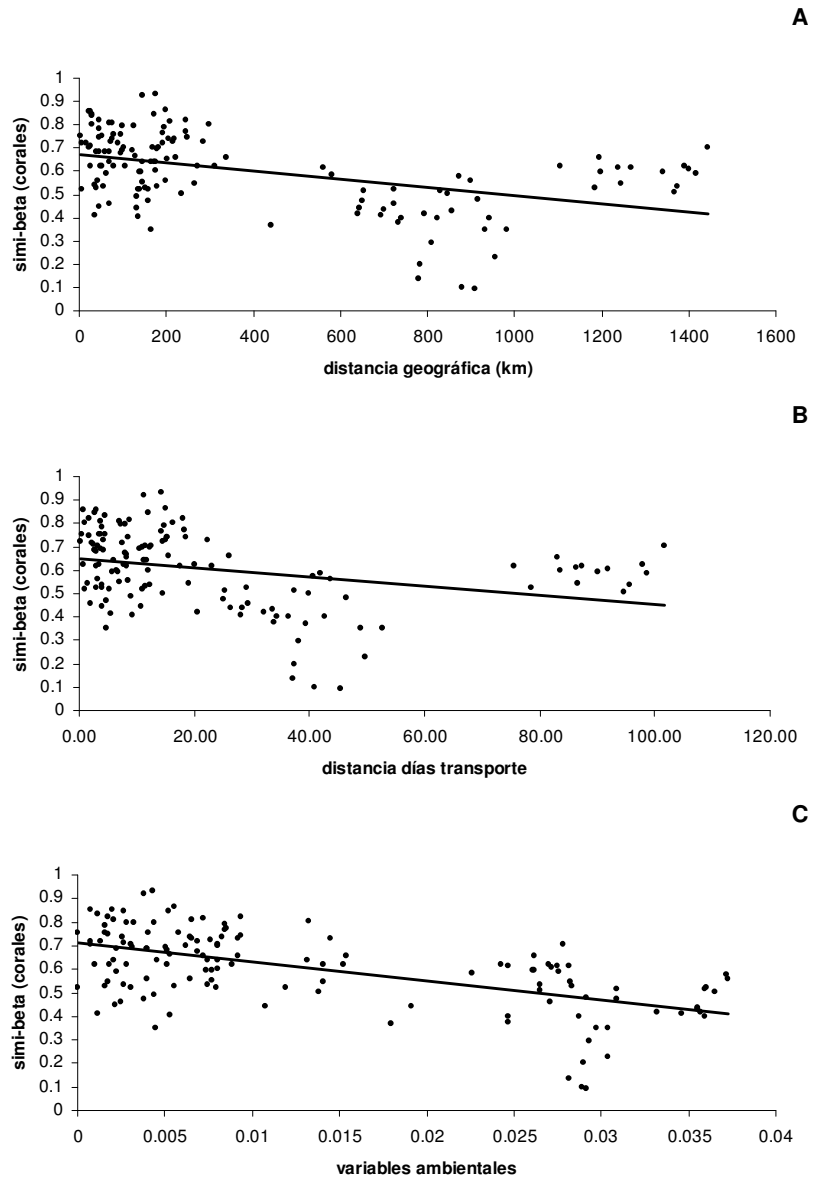 A
1
0.9
0.8
0.7
0.6
0.5
0.4
0.3
0.2
0.1
0
simi-beta (corales)
0 200 400 600 800 1000 1200 1400 1600
distancia geográfica (km)
B
1
0.9
0.8
0.7
0.6
0.5
0.4
0.3
0.2
0.1
0
simi-beta (corales)
0.00 20.00 40.00 60.00 80.00 100.00 120.00
distancia días transporte
C
1
0.9
0.8
0.7
0.6
0.5
0.4
0.3
0.2
0.1
0
simi-beta (corales)
0 0.005 0.01 0.015 0.02 0.025 0.03 0.035 0.04
variables ambientales